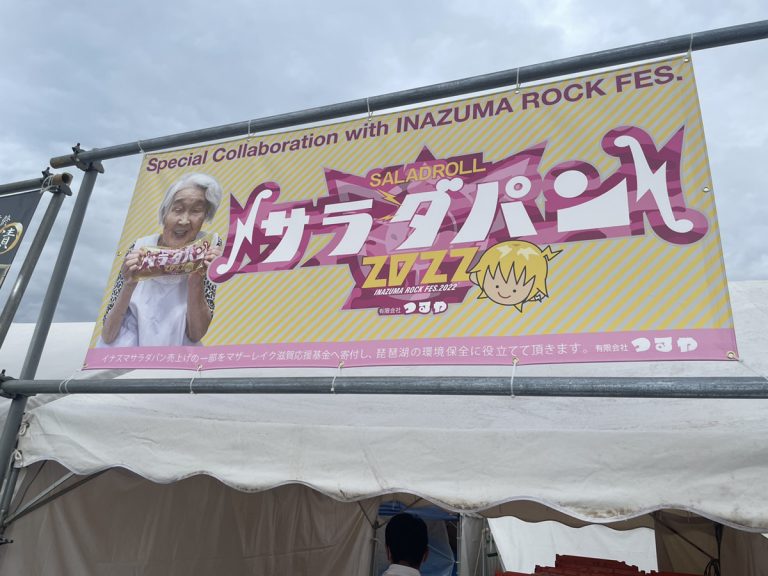 Special Collaboration with INAZUMA ROCK FES.
SALADROLL
サラダパン
サラダパン
2022
INAZUMA ROCK FES.2022
有限会社 つるや
イナズマサラダパン売上げの一部をマザーレイク滋賀応援基金へ寄付し、琵琶湖の環境保全に役立てて頂きます。 有限会社 つるや